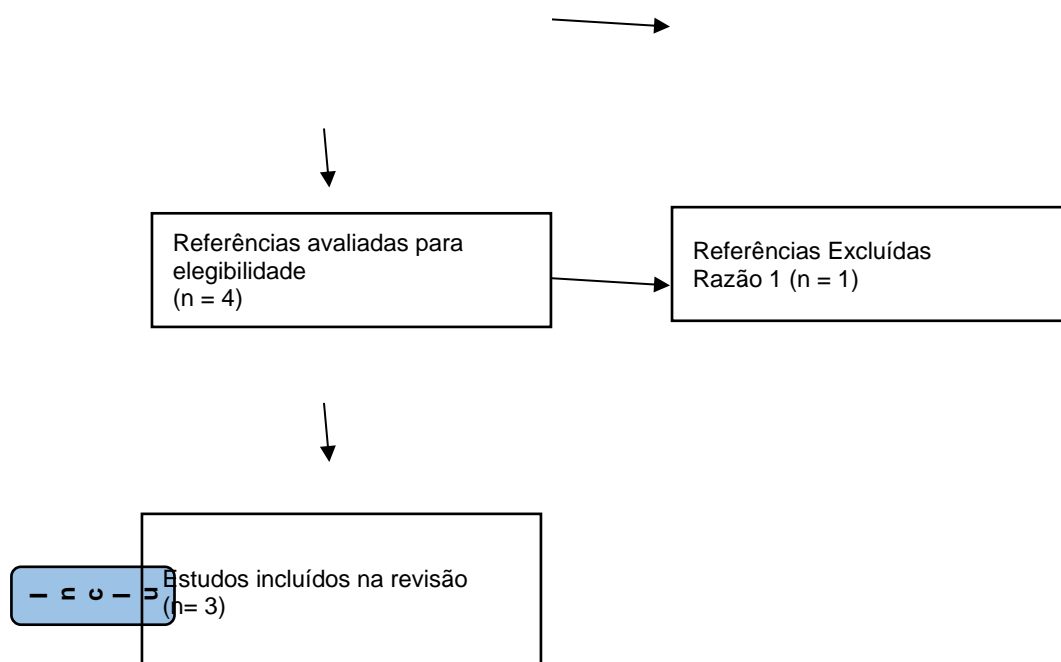 Referências avaliadas para
elegibilidade
(n = 4)
Referências Excluídas
Razão 1 (n = 1)
Estudos incluídos na revisão
(n= 3)
I n c l u